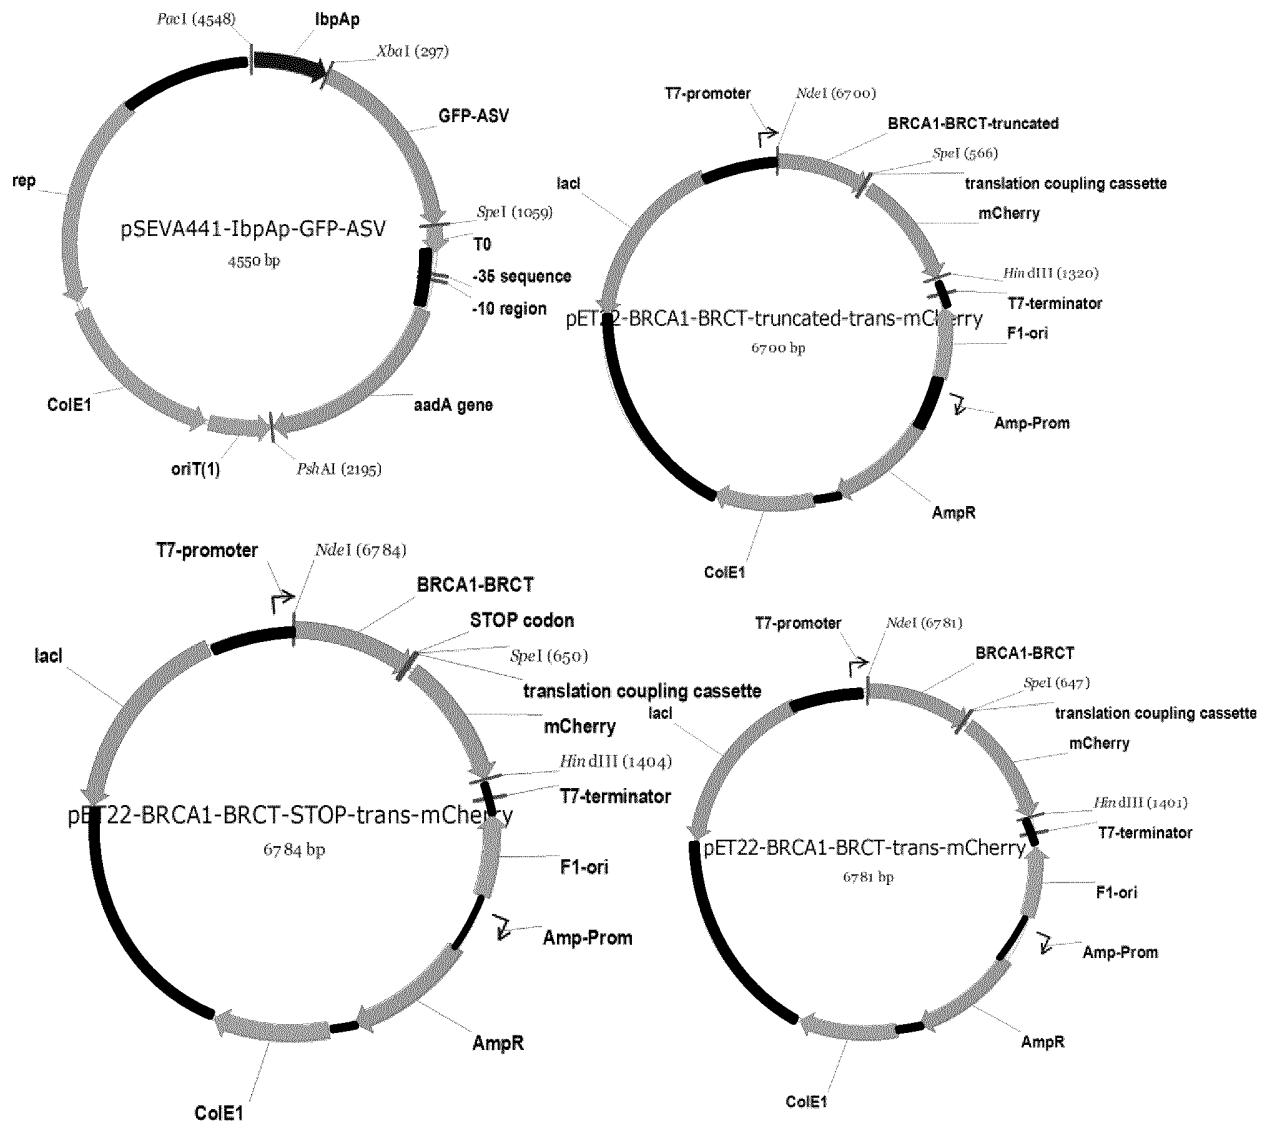 PacI (4548)
IbpAp
XbaI (297)
GFP-ASV
rep
pSEVA441-IbpAp-GFP-ASV
4550 bp
SpeI (1059)
T0
-35 sequence
-10 region
ColE1
aadA gene
oriT(1)
PshAI (2195)
T7-promoter
NdeI (6700)
BRCA1-BRCT-truncated
SpeI (566)
translation coupling cassette
mCherry
lacI
HindIII (1320)
T7-terminator
pET22-BRCA1-BRCT-truncated-trans-mCherry
6700 bp
F1-ori
Amp-Prom
AmpR
ColE1
T7-promoter
NdeI (6784)
BRCA1-BRCT
STOP codon
SpeI (650)
translation coupling cassette
mCherry
lacI
HindIII (1404)
T7-terminator
pET22-BRCA1-BRCT-STOP-trans-mCherry
6784 bp
F1-ori
Amp-Prom
AmpR
ColE1
T7-promoter
NdeI (6781)
BRCA1-BRCT
SpeI (647)
translation coupling cassette
mCherry
lacI
HindIII (1401)
T7-terminator
pET22-BRCA1-BRCT-trans-mCherry
6781 bp
F1-ori
Amp-Prom
AmpR
ColE1